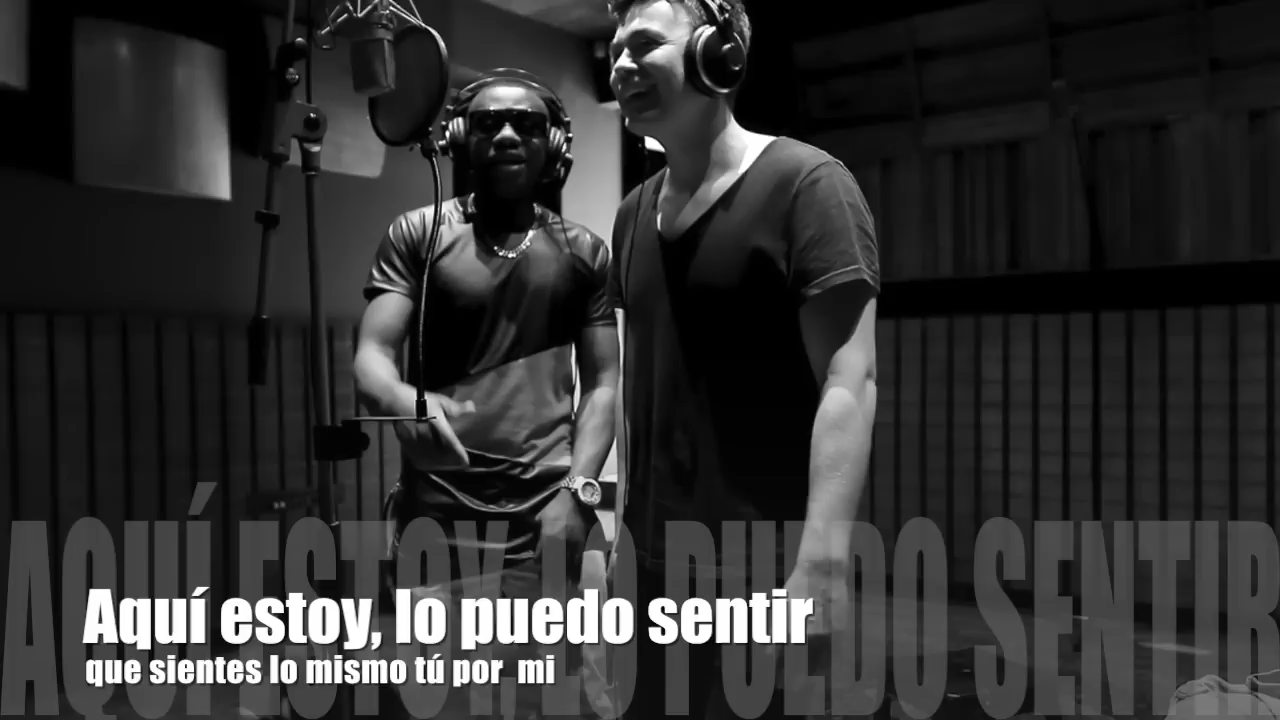 AQUÍ ESTOY, LO PUEDO SENTIR
Aquí estoy, lo puedo sentir
que sientes lo mismo tú por  mi